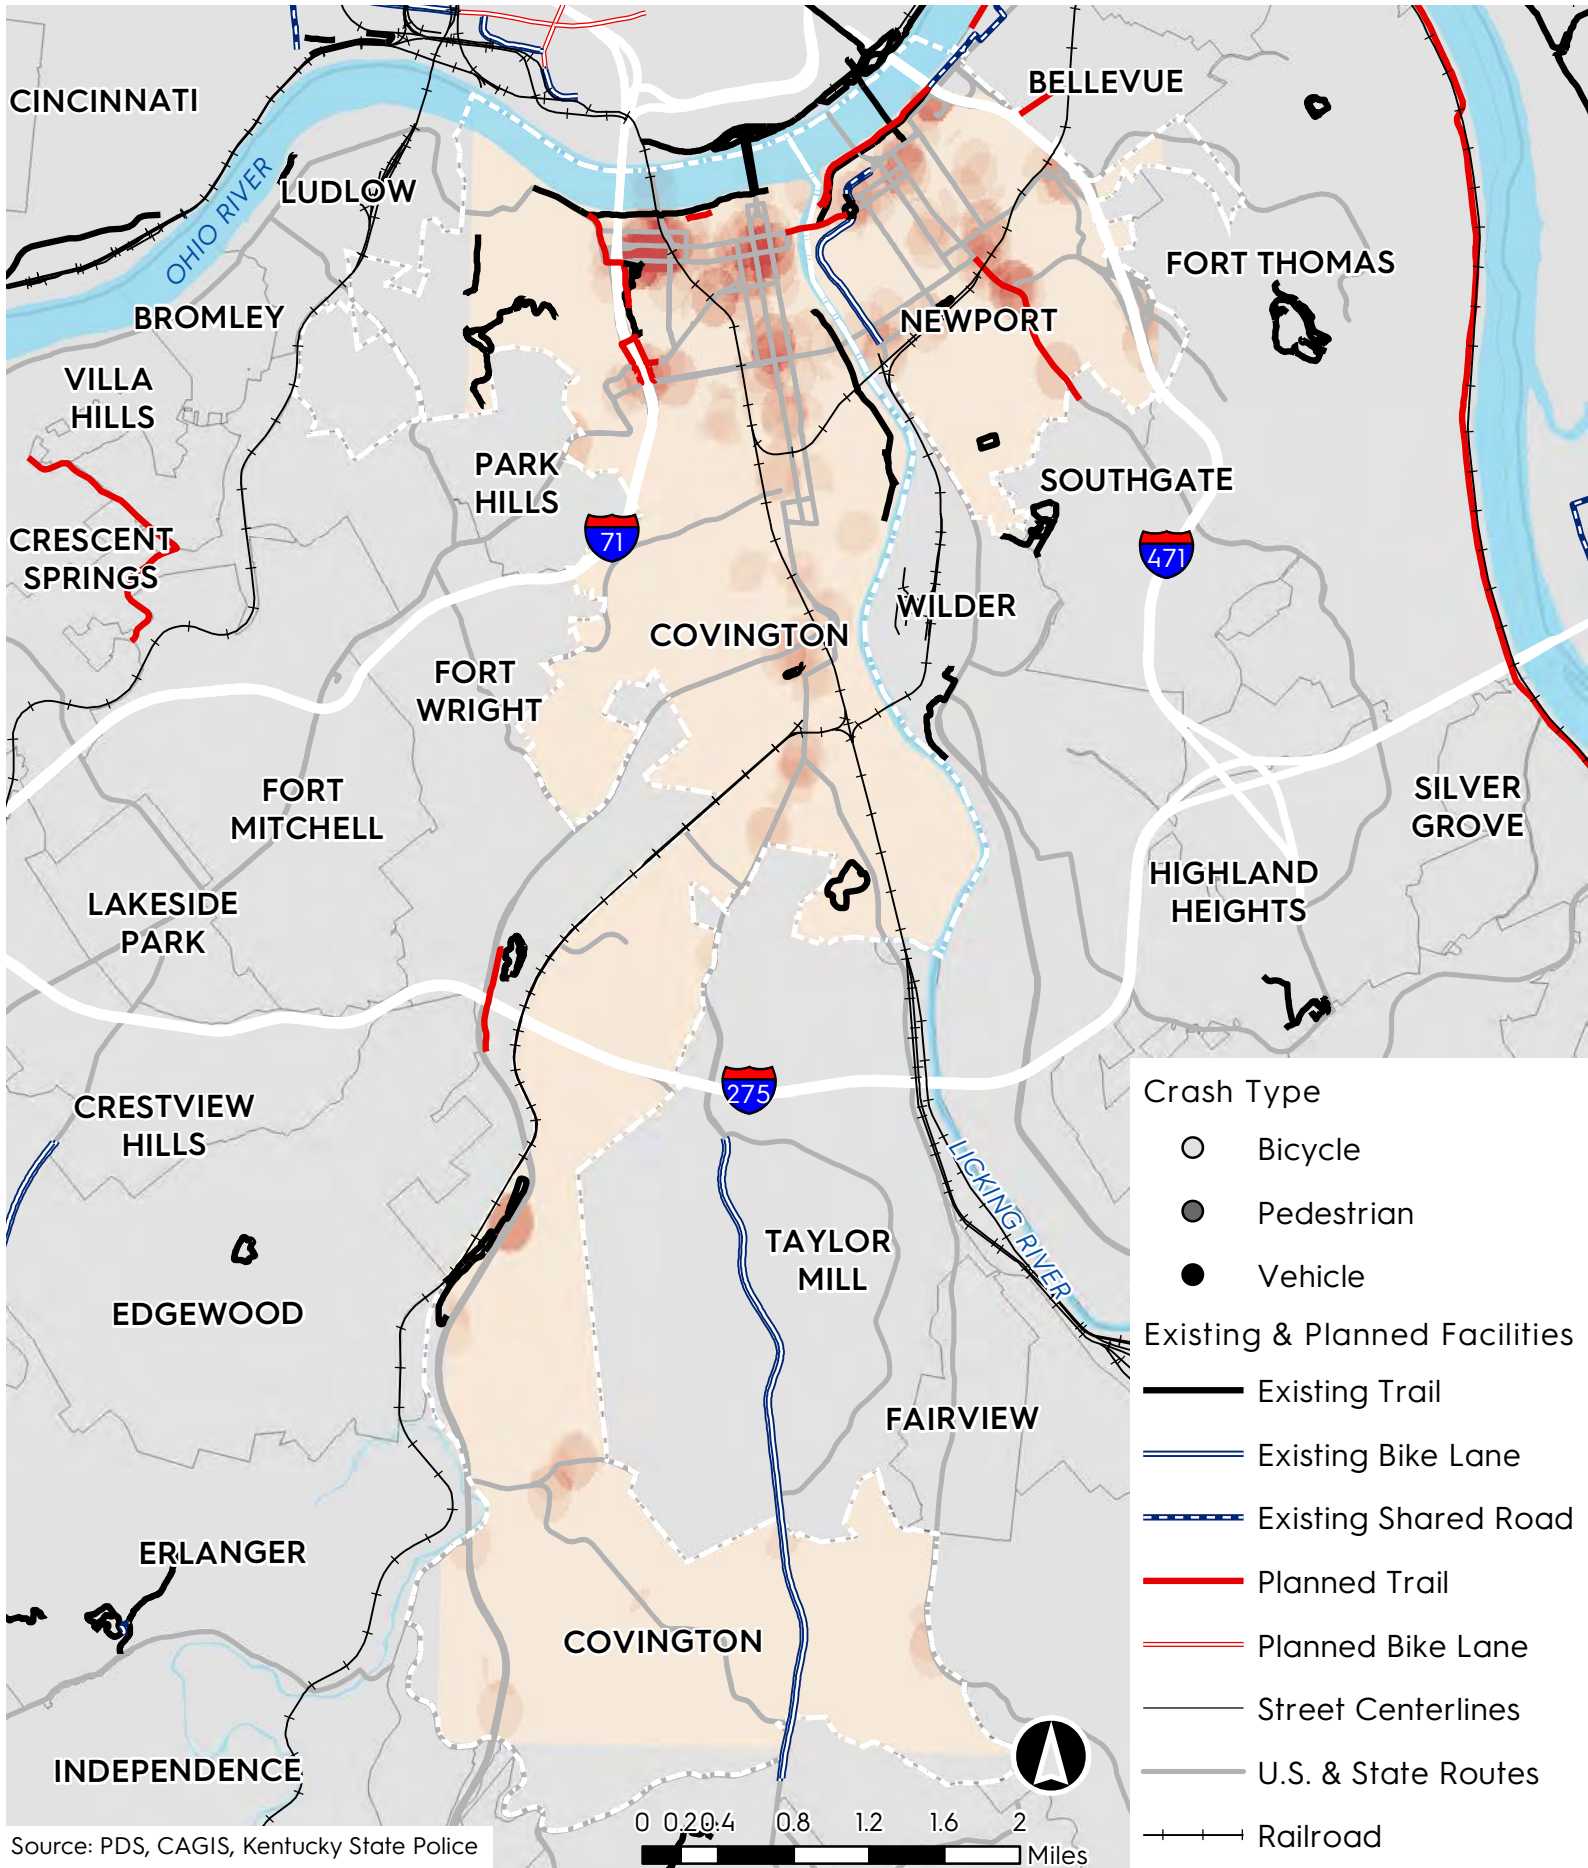 CINCINNATI
BELLEVUE
LUDLOW
OHIO RIVER
FORT THOMAS
BROMLEY
NEWPORT
VILLA
HILLS
PARK
HILLS
SOUTHGATE
CRESCENT
SPRINGS
71
471
WILDER
COVINGTON
FORT
WRIGHT
FORT
MITCHELL
SILVER
GROVE
HIGHLAND
HEIGHTS
LAKESIDE
PARK
275
CRESTVIEW
HILLS
LICKING RIVER
TAYLOR
MILL
EDGEWOOD
FAIRVIEW
ERLANGER
COVINGTON
INDEPENDENCE
Crash Type
Bicycle
Pedestrian
Vehicle
Existing & Planned Facilities
Existing Trail
Existing Bike Lane
Existing Shared Road
Planned Trail
Planned Bike Lane
Street Centerlines
U.S. & State Routes
Railroad
0 0.2 0.4 0.8 1.2 1.6 2
Miles
Source: PDS, CAGIS, Kentucky State Police